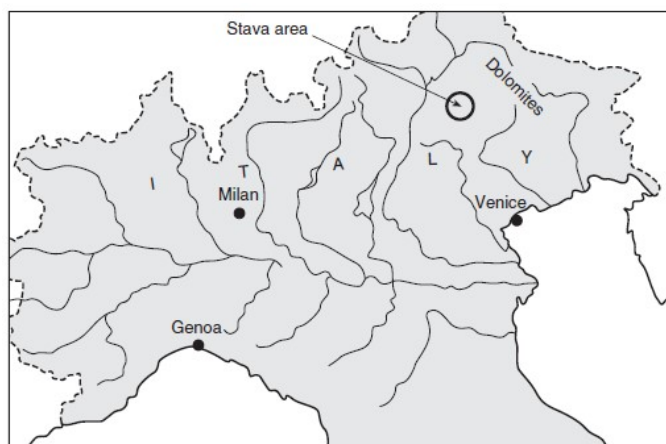 Stava area
Dolomites
I T A L Y
Milan
Venice
Genoa